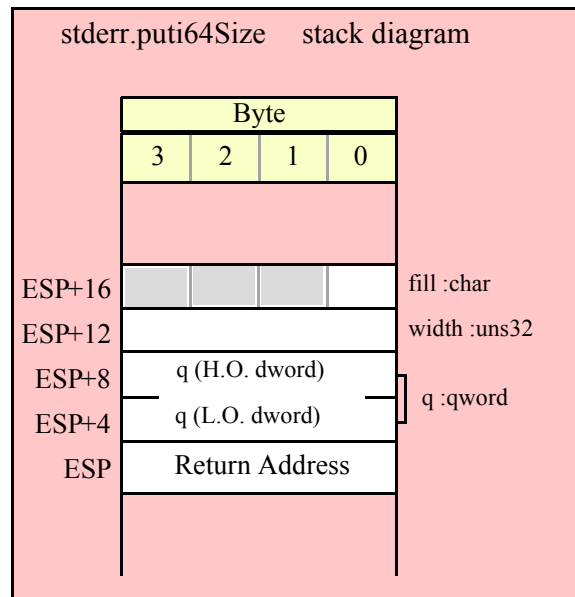 stderr.puti64Size stack diagram
Byte
3 2 1 0
ESP+16 fill :char
ESP+12 width :uns32
ESP+8 q (H.O. dword)
q :qword
ESP+4 q (L.O. dword)
ESP Return Address